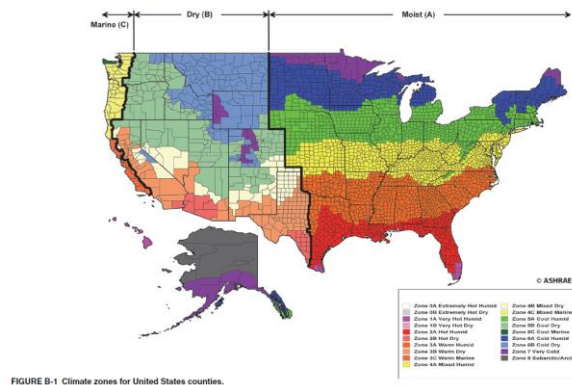 Marine (C)
Dry (B)
Moist (A)
© ASHRAE
Zone 0A Extremely Hot Humid
Zone 0B Extremely Hot Dry
Zone 1A Very Hot Humid
Zone 1B Very Hot Dry
Zone 2A Hot Humid
Zone 2B Hot Dry
Zone 3A Warm Humid
Zone 3B Warm Dry
Zone 3C Warm Marine
Zone 4A Mixed Humid
Zone 4B Mixed Dry
Zone 4C Mixed Marine
Zone 5A Cool Humid
Zone 5B Cool Dry
Zone 5C Cool Marine
Zone 6A Cold Humid
Zone 6B Cold Dry
Zone 7 Very Cold
Zone 8 Subarctic/Arctic
FIGURE B-1 Climate zones for United States counties.